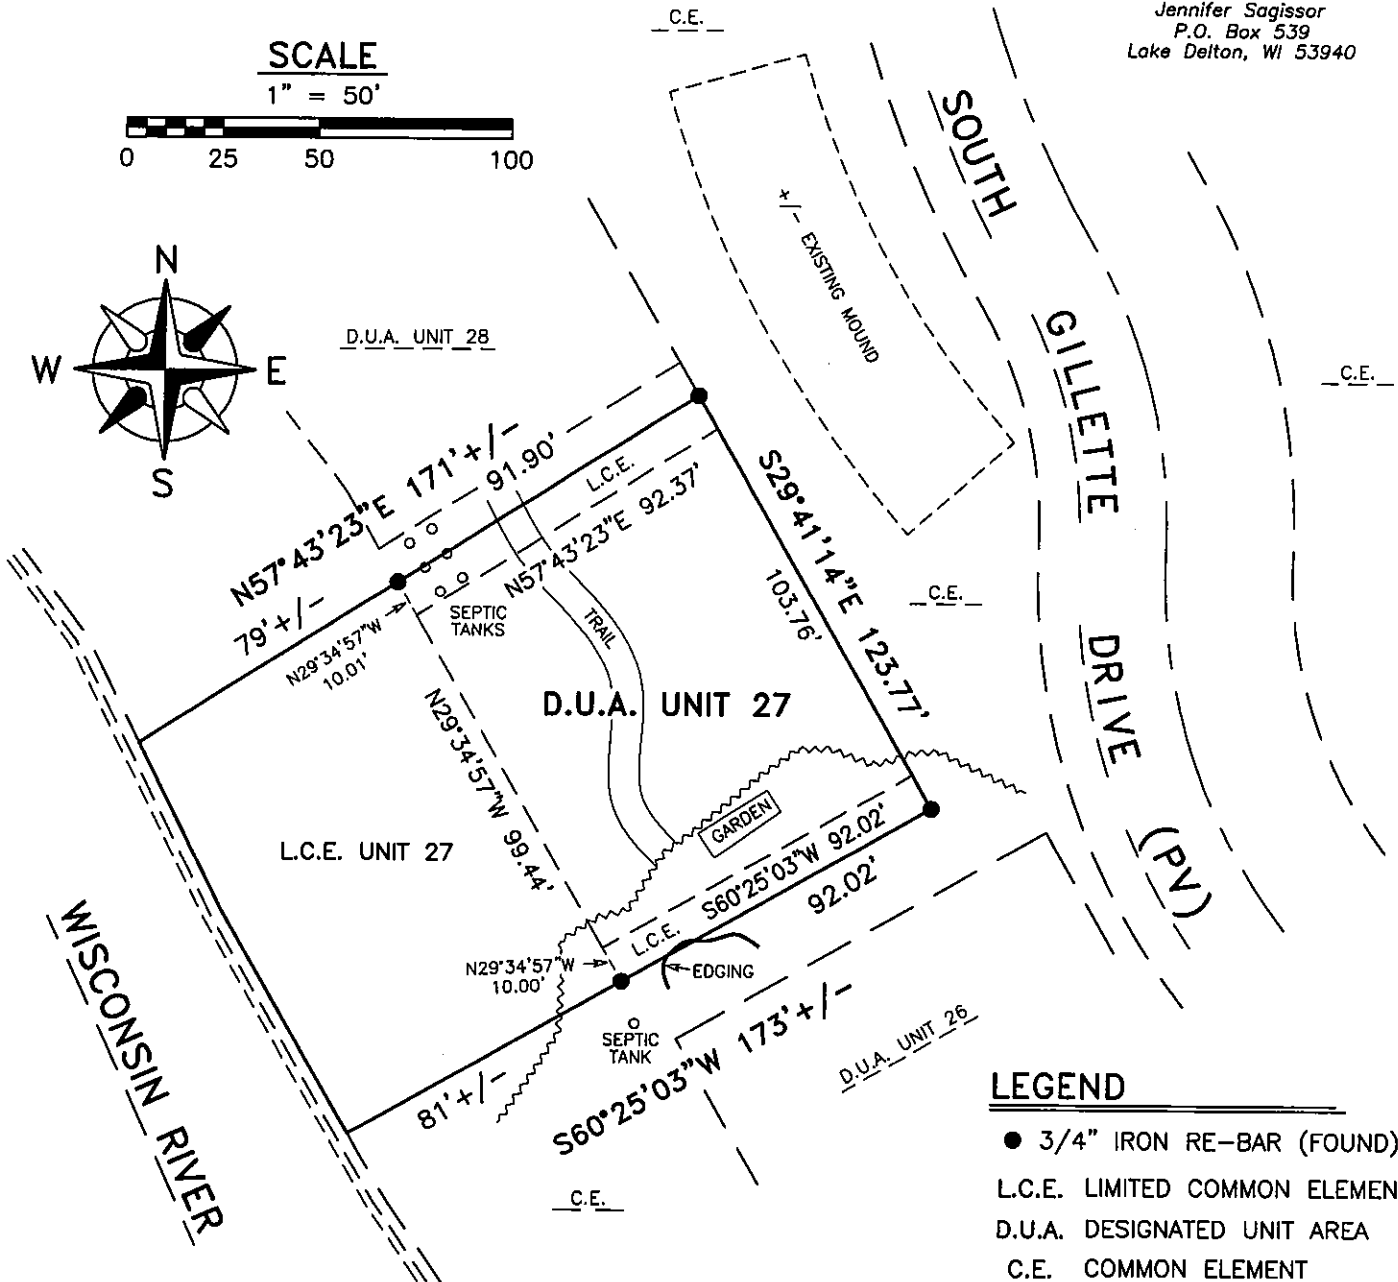 C.E.
Jennifer Sagissor
P.O. Box 539
Lake Delton, WI 53940
SCALE
1" = 50'
0 25 50 100
N
W E
S
SOUTH
GILLETTE
DRIVE
(PV)
+/- EXISTING MOUND
D.U.A. UNIT 28
C.E.
N57°43'23"E 171'+/-
91.90'
L.C.E.
N57°43'23"E 92.37'
S29°41'14"E 123.77'
103.76'
79'+/-
SEPTIC
TANKS
N29°34'57"W
10.01'
TRAIL
C.E.
D.U.A. UNIT 27
N29°34'57"W 99.44'
L.C.E. UNIT 27
GARDEN
S60°25'03"W 92.02'
92.02'
L.C.E.
N29°34'57"W
10.00'
EDGING
WISCONSIN RIVER
SEPTIC
TANK
81'+/-
S60°25'03"W 173'+/-
D.U.A. UNIT 26
C.E.
LEGEND
3/4" IRON RE-BAR (FOUND)
L.C.E. LIMITED COMMON ELEMEN
D.U.A. DESIGNATED UNIT AREA
C.E. COMMON ELEMENT